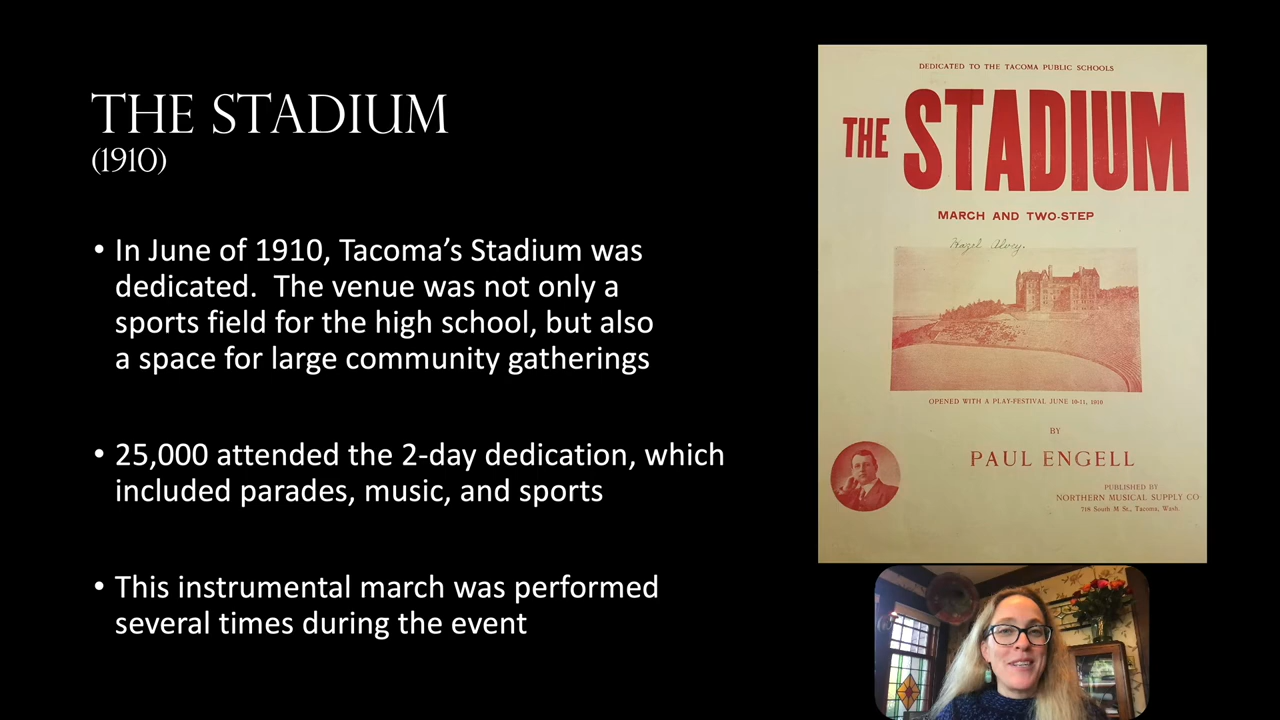 THE STADIUM
(1910)
• In June of 1910, Tacoma’s Stadium was
dedicated.  The venue was not only a
sports field for the high school, but also
a space for large community gatherings
• 25,000 attended the 2-day dedication, which
included parades, music, and sports
• This instrumental march was performed
several times during the event
DEDICATED TO THE TACOMA PUBLIC SCHOOLS
THE STADIUM
MARCH AND TWO-STEP
Hazel Alvey.
OPENED WITH A PLAY-FESTIVAL JUNE 10-11, 1910
BY
PAUL ENGELL
PUBLISHED BY
NORTHERN MUSICAL SUPPLY CO
718 South M St., Tacoma, Wash.